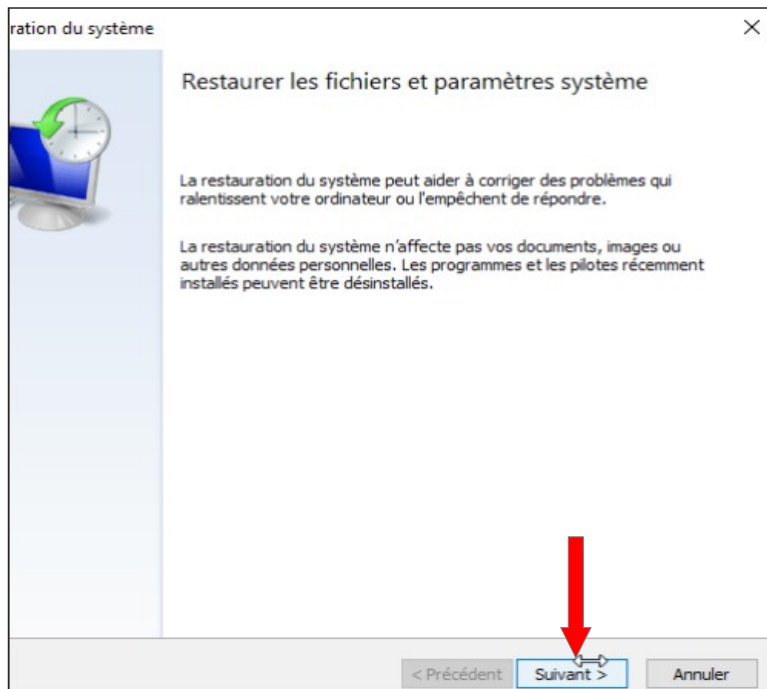 ration du système
Restaurer les fichiers et paramètres système
La restauration du système peut aider à corriger des problèmes qui
ralentissent votre ordinateur ou l'empêchent de répondre.
La restauration du système n’affecte pas vos documents, images ou
autres données personnelles. Les programmes et les pilotes récemment
installés peuvent être désinstallés.
< Précédent Suivant > Annuler